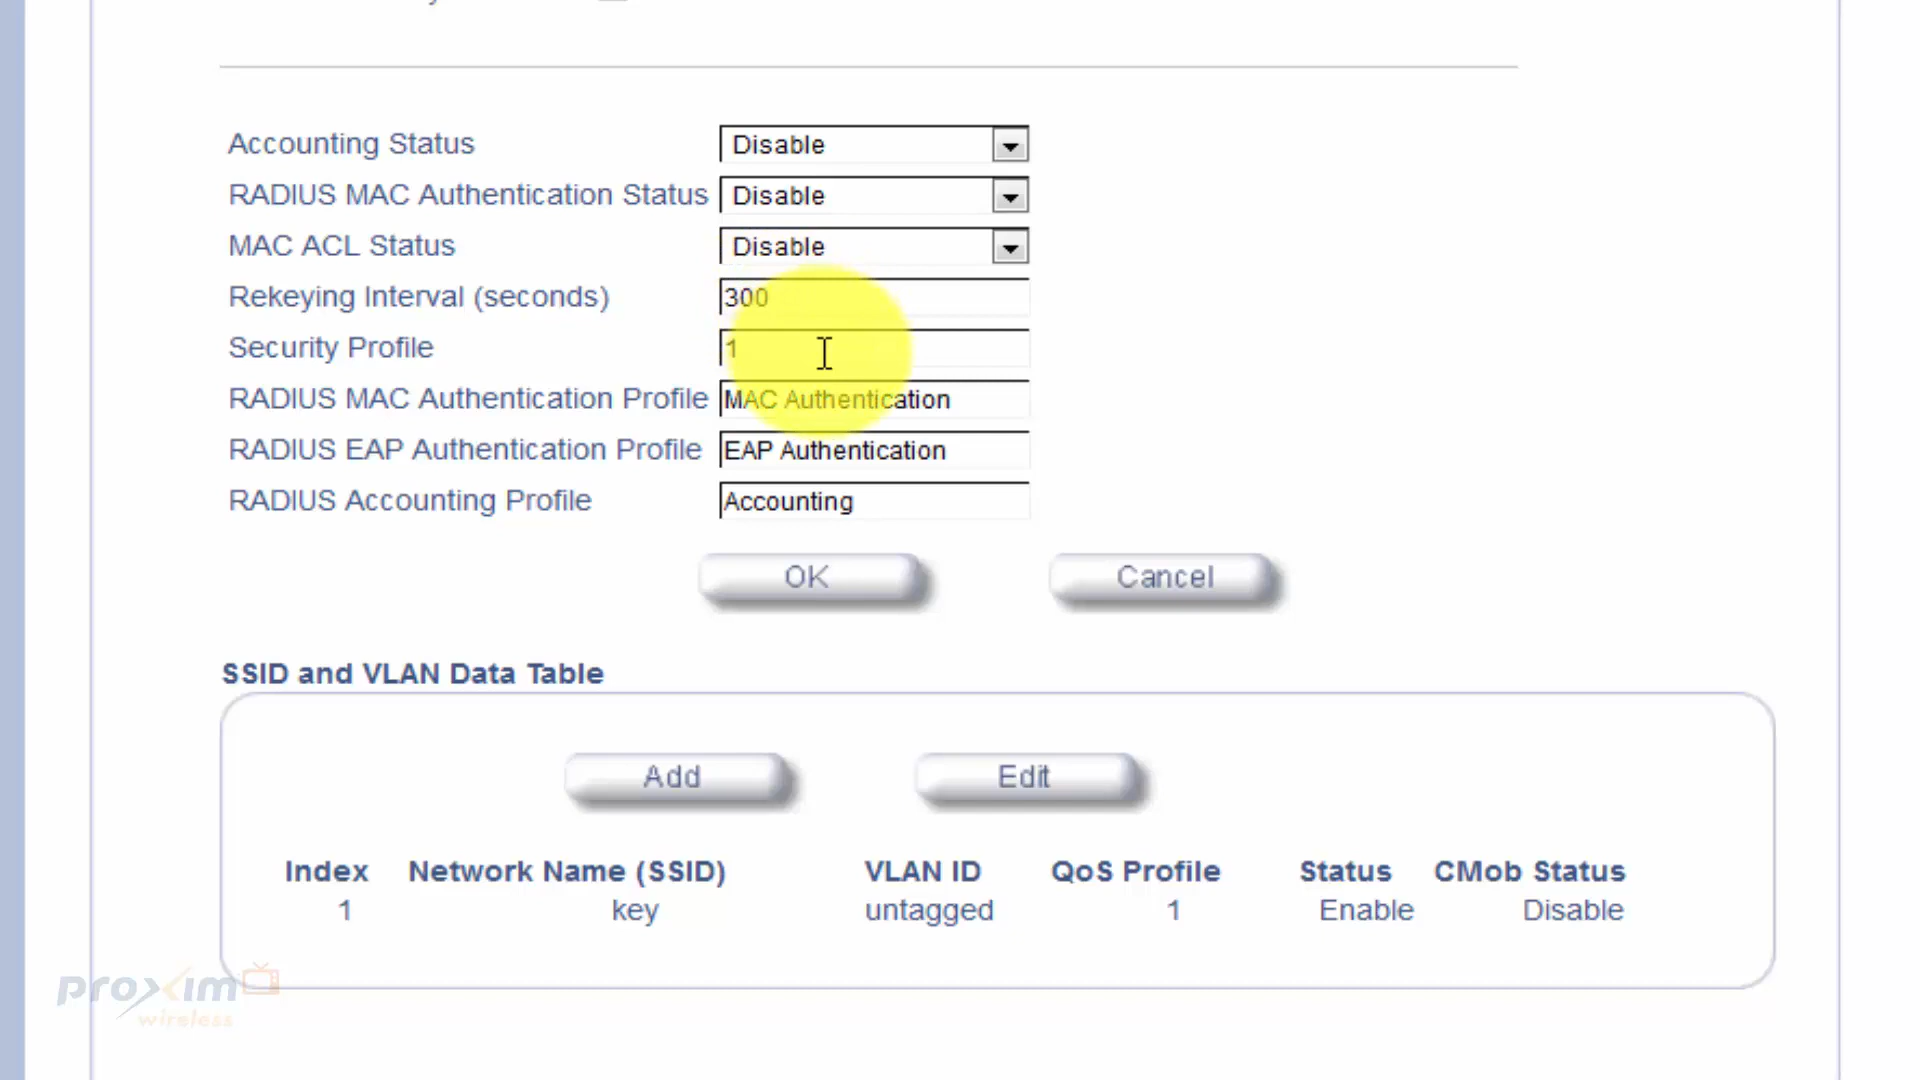 Accounting Status Disable
RADIUS MAC Authentication Status Disable
MAC ACL Status Disable
Rekeying Interval (seconds) 300
Security Profile 1
RADIUS MAC Authentication Profile MAC Authentication
RADIUS EAP Authentication Profile EAP Authentication
RADIUS Accounting Profile Accounting
OK Cancel
SSID and VLAN Data Table
Add Edit
Index Network Name (SSID) VLAN ID QoS Profile Status CMob Status
1 key untagged 1 Enable Disable
proxim
wireless